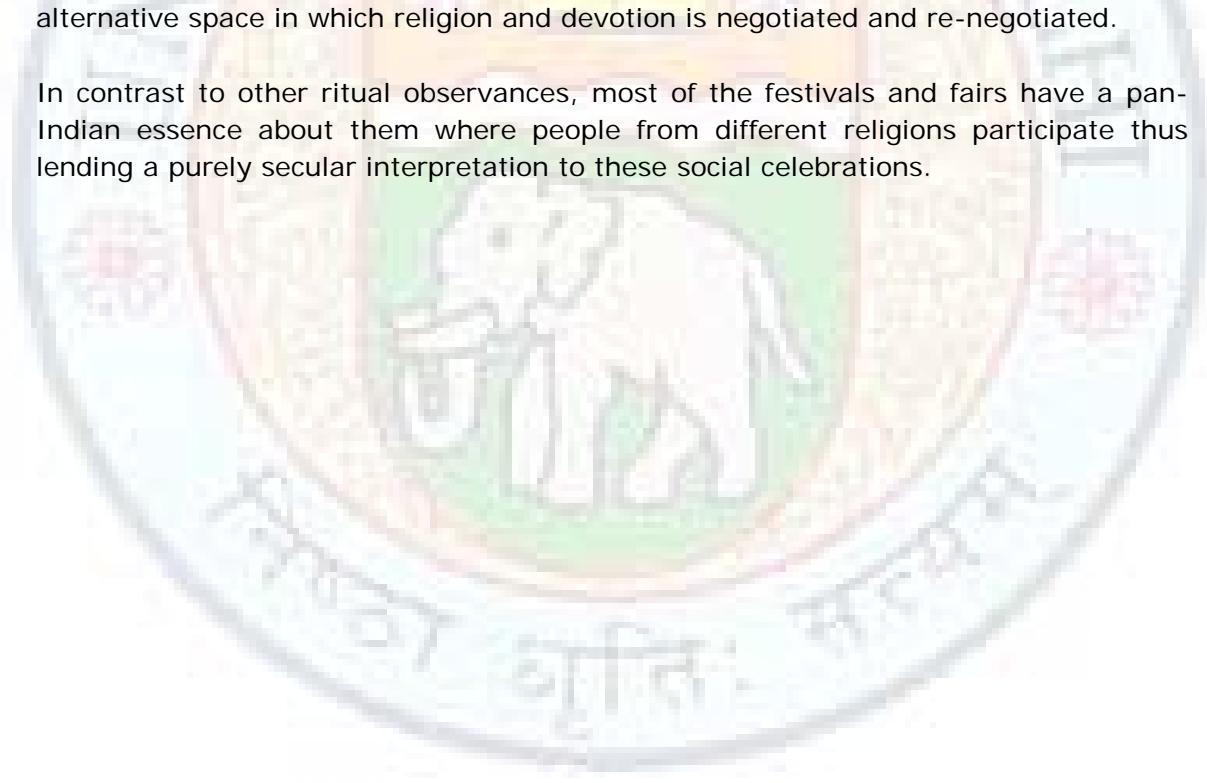 alternative space in which religion and devotion is negotiated and re-negotiated.
In contrast to other ritual observances, most of the festivals and fairs have a pan-
Indian essence about them where people from different religions participate thus
lending a purely secular interpretation to these social celebrations.
निष्ठा धृति: सत्यम